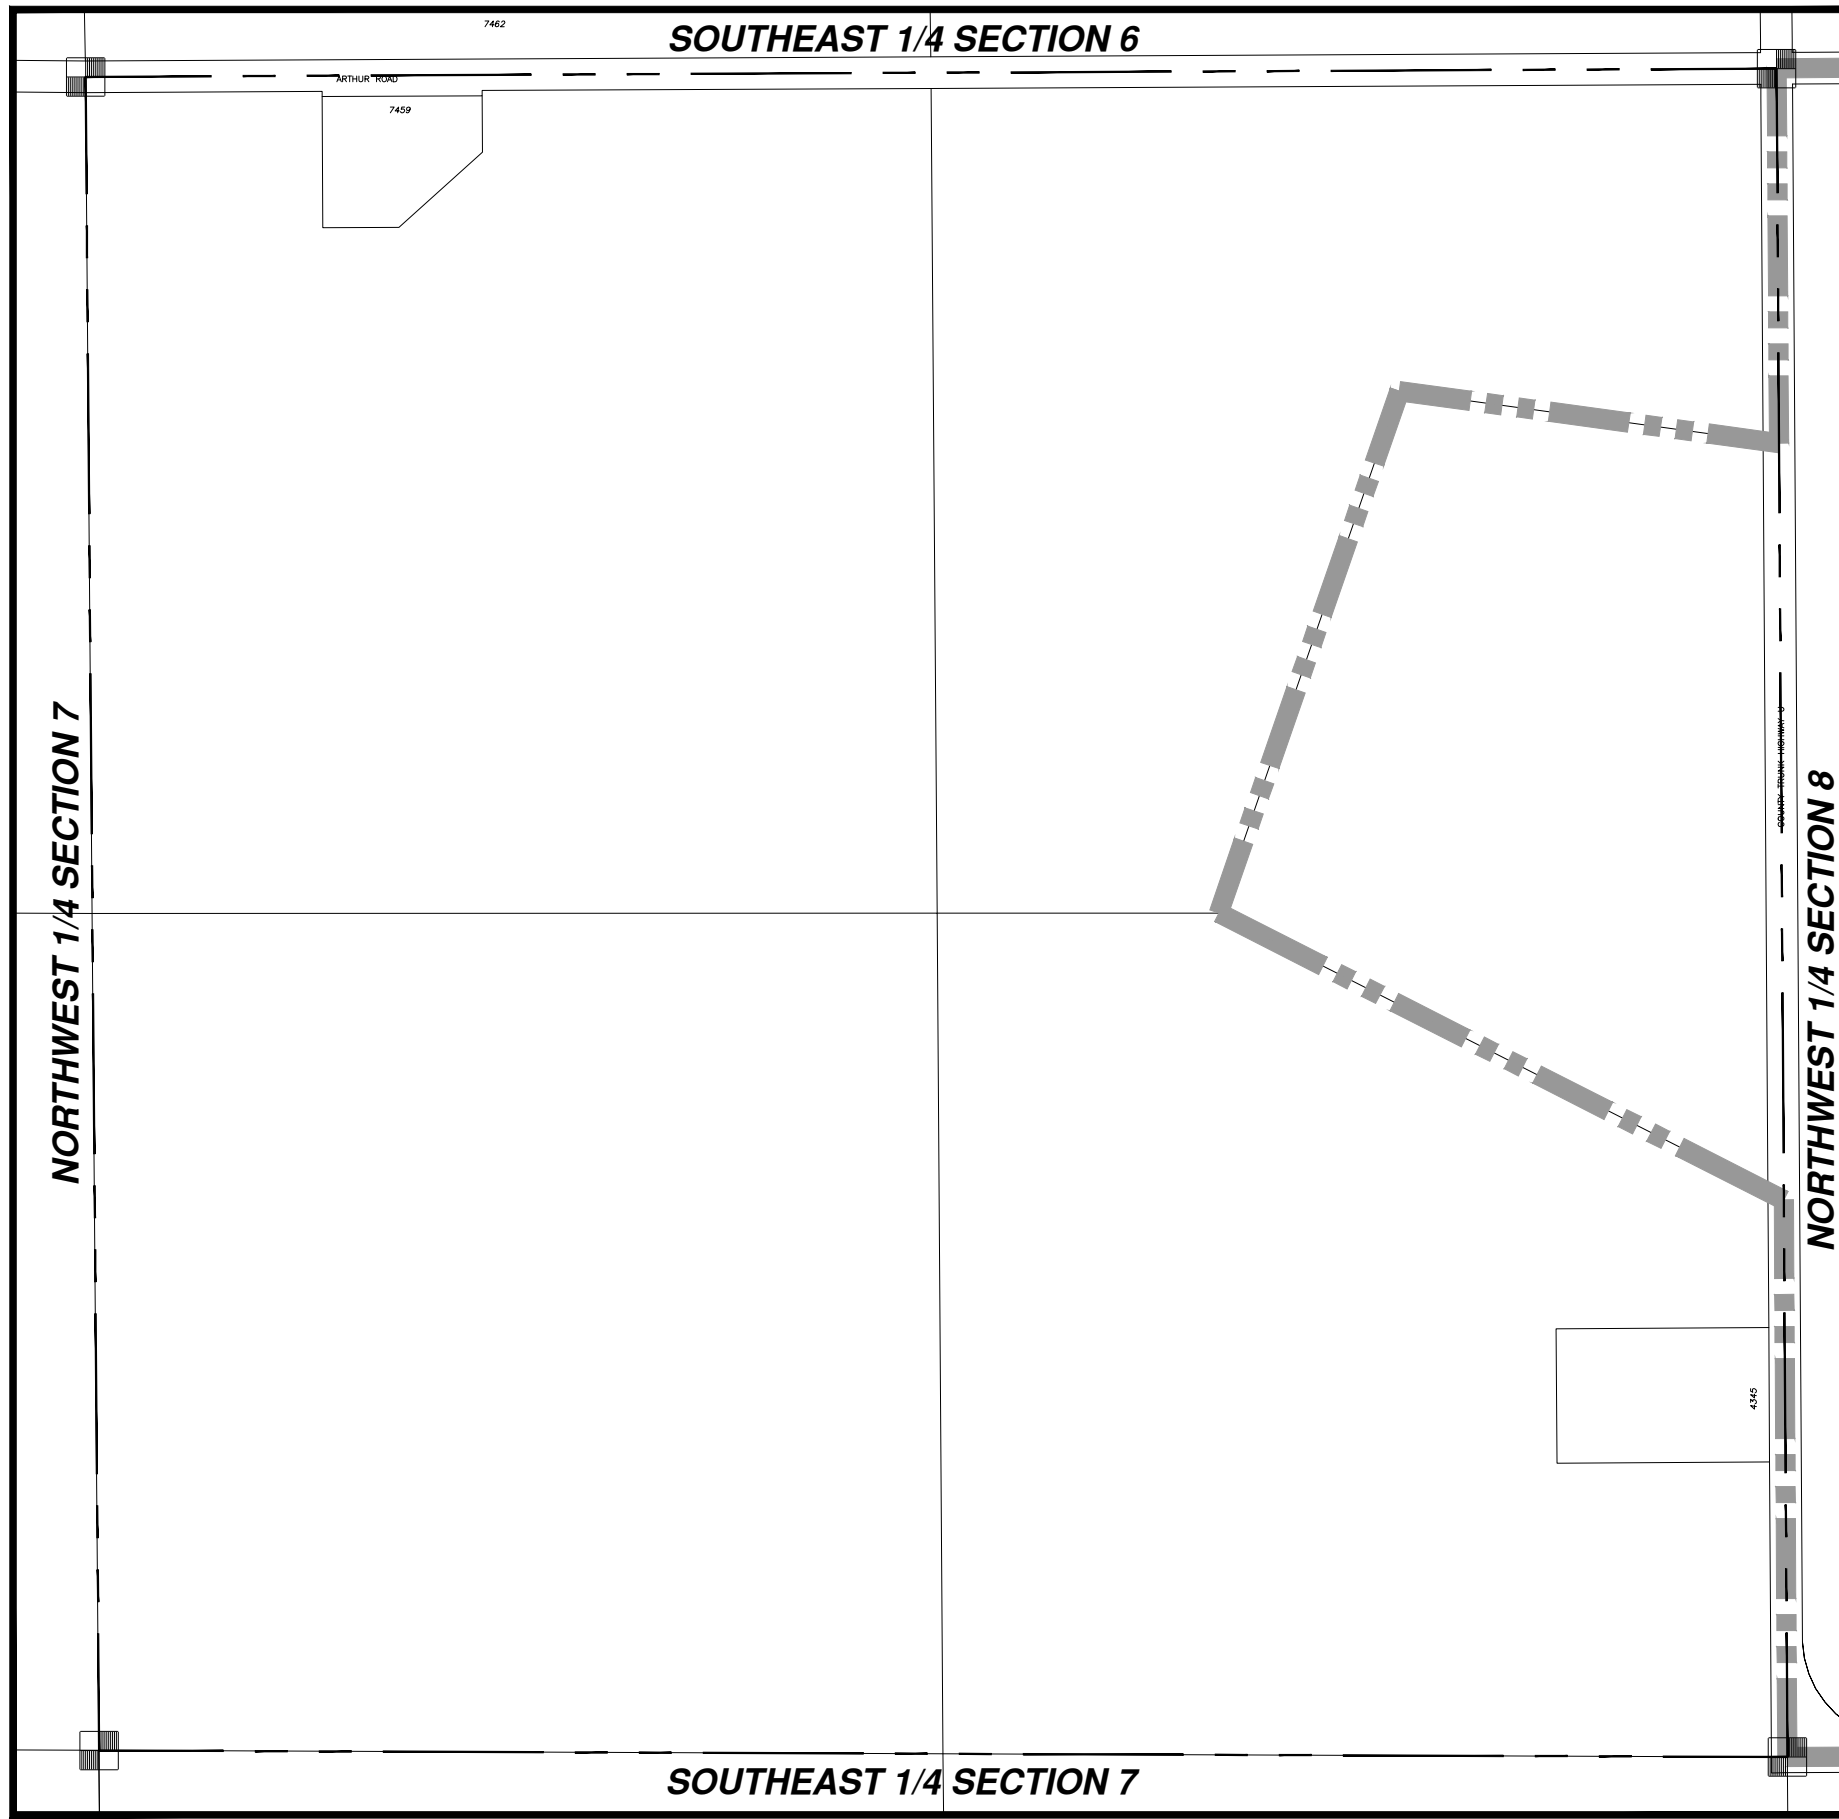 7462
SOUTHEAST 1/4 SECTION 6
ARTHUR ROAD
7459
NORTHWEST 1/4 SECTION 7
COUNTY TRUNK HIGHWAY U
NORTHWEST 1/4 SECTION 8
4345
SOUTHEAST 1/4 SECTION 7